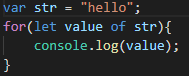 var str = "hello";
for(let value of str){
    console.log(value);
}